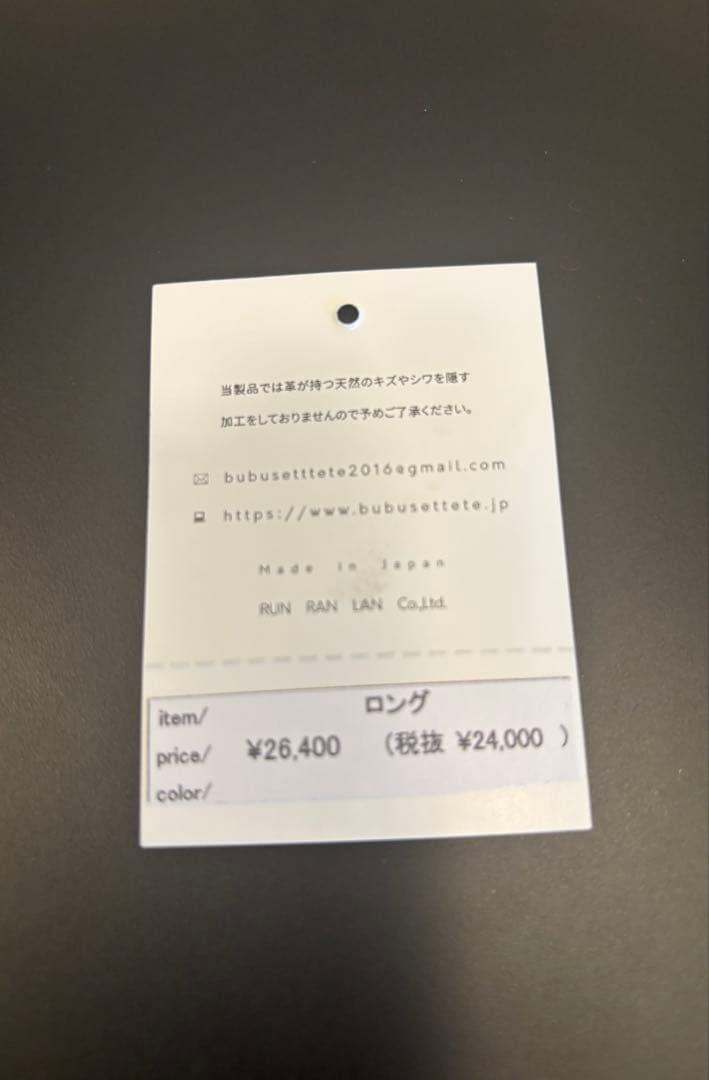 当製品では革が持つ天然のキズやシワを隠す
加工をしておりませんので予めご了承ください。
bubusetttete2016@gmail.com
https://www.bubusettete.jp
Made in Japan
RUN RAN LAN Co.,Ltd.
item/ ロング
price/ ¥26,400 (税抜 ¥24,000 )
color/